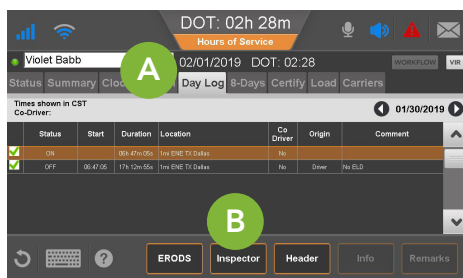 DOT: 02h 28m
Hours of Service
Violet Babb
02/01/2019 DOT: 02:28
WORKFLOW
VIR
A
Status Summary Day Log 8-Days Certify Load Carriers
Times shown in CST
Co-Driver:
01/30/2019
Status Start Duration Location Co Driver Origin Comment
ON 06h 47m 05s 1mi ENE TX Dallas No
OFF 06:47:05 17h 12m 55s 1mi ENE TX Dallas No Driver No ELD
B
ERODS Inspector Header Info Remarks